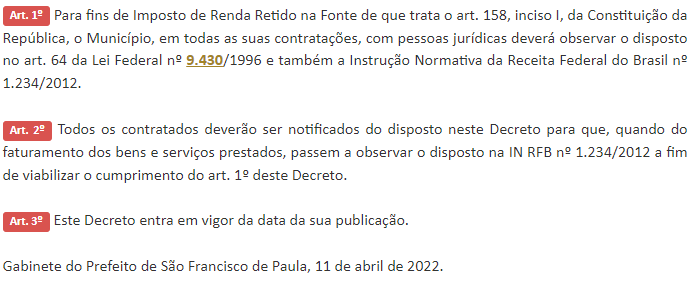 Art. 1º Para fins de Imposto de Renda Retido na Fonte de que trata o art. 158, inciso I, da Constituição da
República, o Município, em todas as suas contratações, com pessoas jurídicas deverá observar o disposto
no art. 64 da Lei Federal nº 9.430/1996 e também a Instrução Normativa da Receita Federal do Brasil nº
1.234/2012.
Art. 2º Todos os contratados deverão ser notificados do disposto neste Decreto para que, quando do
faturamento dos bens e serviços prestados, passem a observar o disposto na IN RFB nº 1.234/2012 a fim
de viabilizar o cumprimento do art. 1º deste Decreto.
Art. 3º Este Decreto entra em vigor da data da sua publicação.
Gabinete do Prefeito de São Francisco de Paula, 11 de abril de 2022.